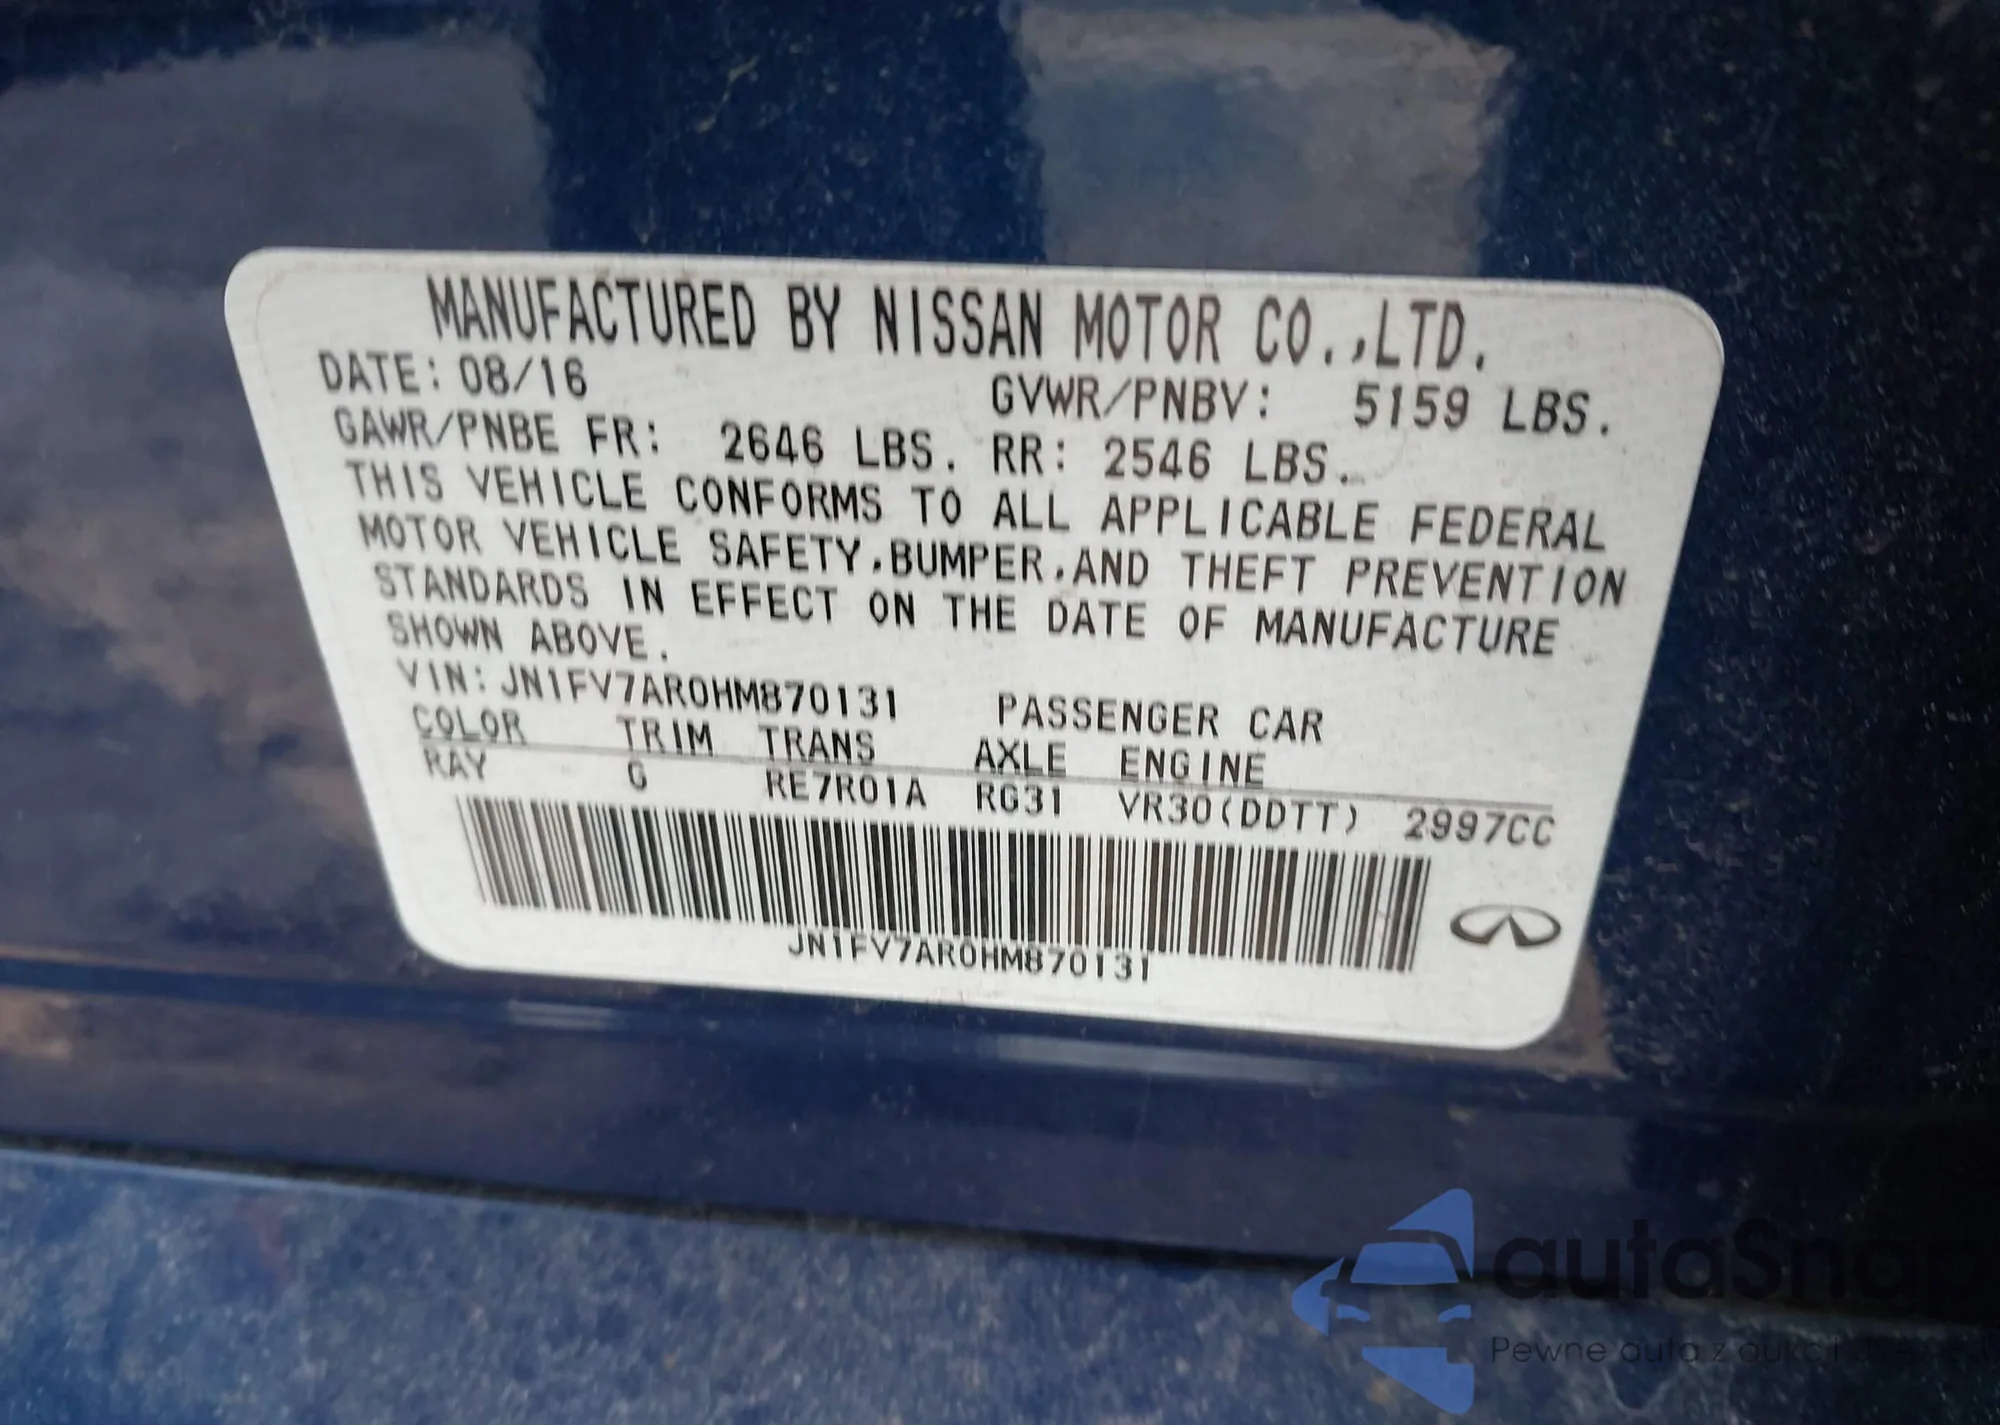 MANUFACTURED BY NISSAN MOTOR CO.,LTD.
DATE: 08/16 GVWR/PNBV: 5159 LBS.
GAWR/PNBE FR: 2646 LBS. RR: 2546 LBS.
THIS VEHICLE CONFORMS TO ALL APPLICABLE FEDERAL
MOTOR VEHICLE SAFETY,BUMPER,AND THEFT PREVENTION
STANDARDS IN EFFECT ON THE DATE OF MANUFACTURE
SHOWN ABOVE.
VIN: JN1FV7AR0HM870131 PASSENGER CAR
COLOR TRIM TRANS AXLE ENGINE
RAY G RE7R01A RG31 VR30(DDTT) 2997CC
JN1FV7AR0HM870131
autaSnap
Pewne auta z